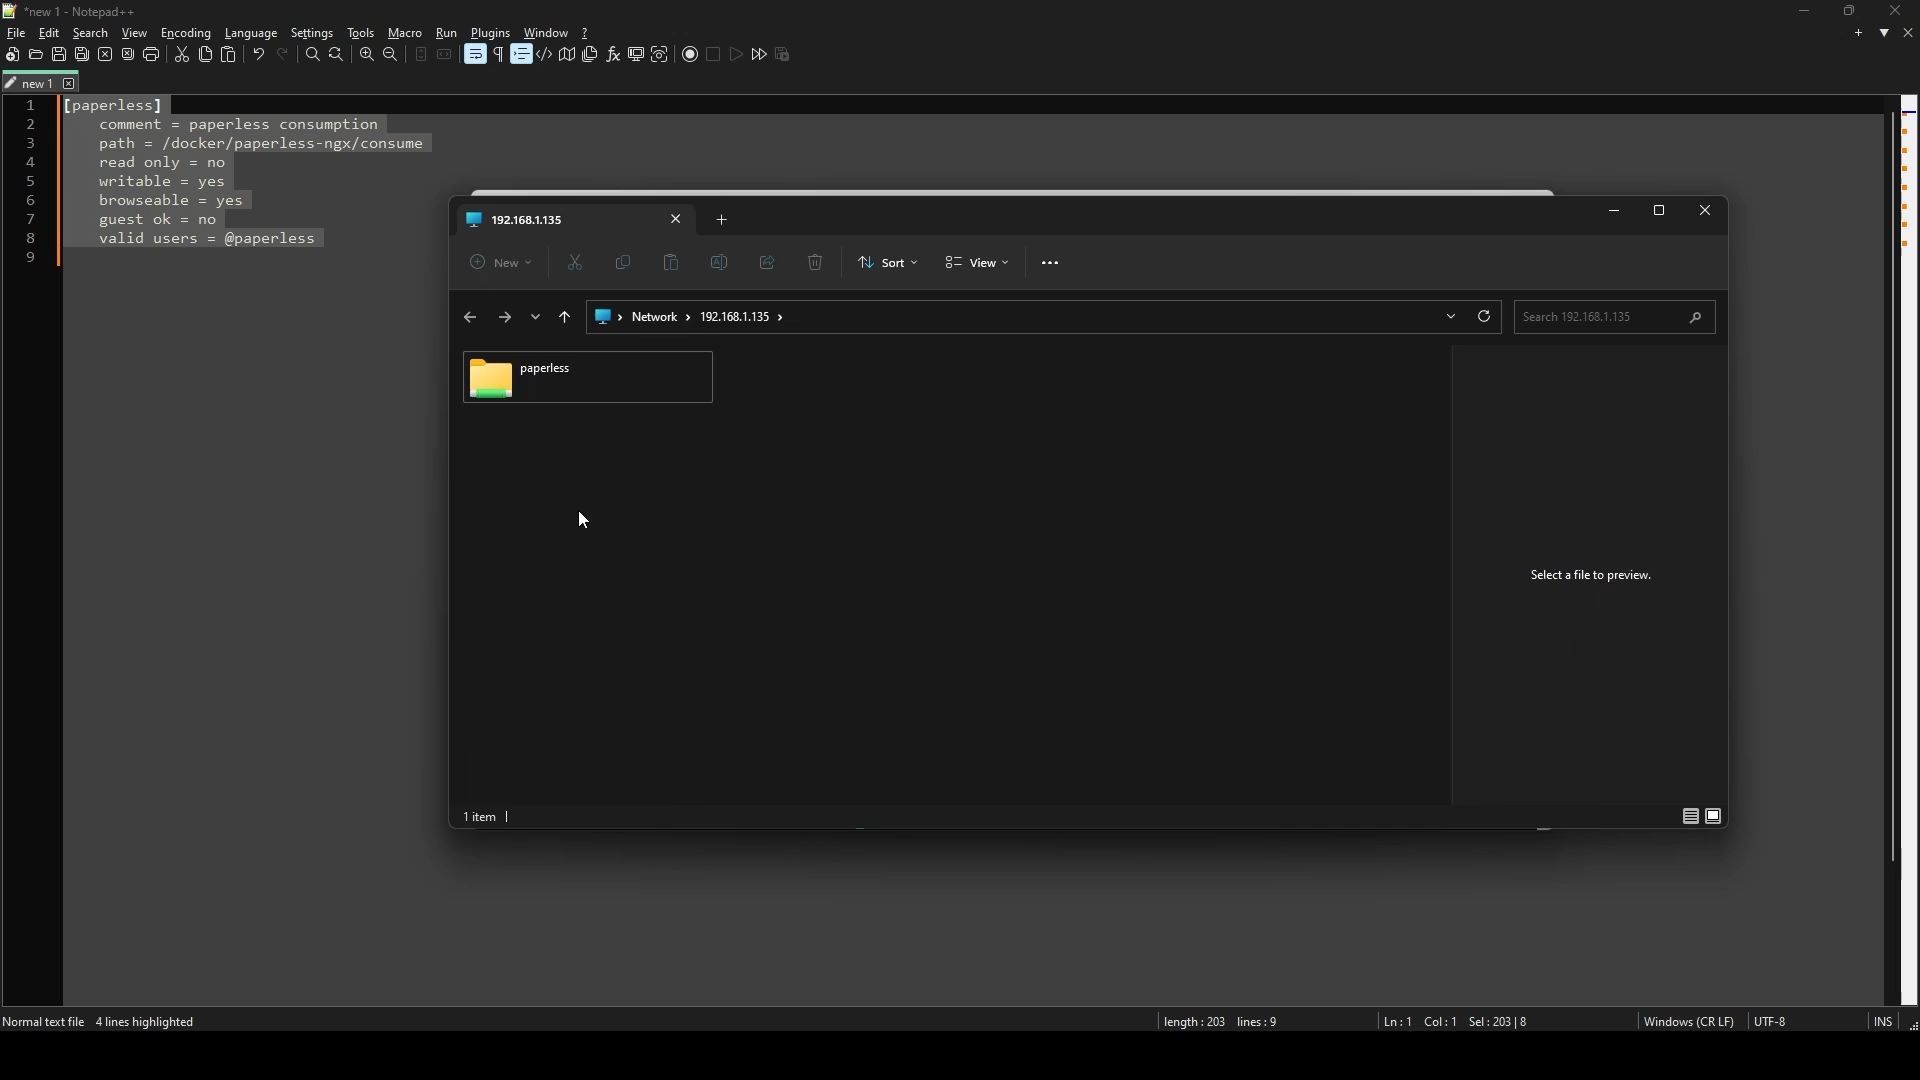 *new 1 - Notepad++
File Edit Search View Encoding Language Settings Tools Macro Run Plugins Window ?
new 1
1 [paperless]
2 comment = paperless consumption
3 path = /docker/paperless-ngx/consume
4 read only = no
5 writable = yes
6 browseable = yes
7 guest ok = no
8 valid users = @paperless
9
192.168.1.135
New Sort View
Network > 192.168.1.135 >
Search 192.168.1.135
paperless
Select a file to preview.
1 item
Normal text file 4 lines highlighted length : 203 lines : 9 Ln : 1 Col : 1 Sel : 203 | 8 Windows (CR LF) UTF-8 INS